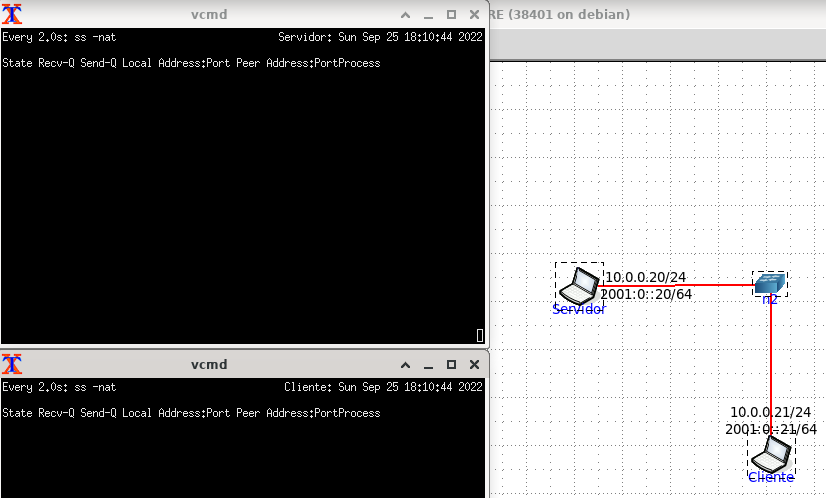 vcmd
Every 2.0s: ss -nat Servidor: Sun Sep 25 18:10:44 2022
State Recv-Q Send-Q Local Address:Port Peer Address:PortProcess
RE (38401 on debian)
10.0.0.20/24
2001:0::20/64
Servidor
n2
vcmd
Every 2.0s: ss -nat Cliente: Sun Sep 25 18:10:44 2022
State Recv-Q Send-Q Local Address:Port Peer Address:PortProcess
10.0.0.21/24
2001:0::21/64
Cliente